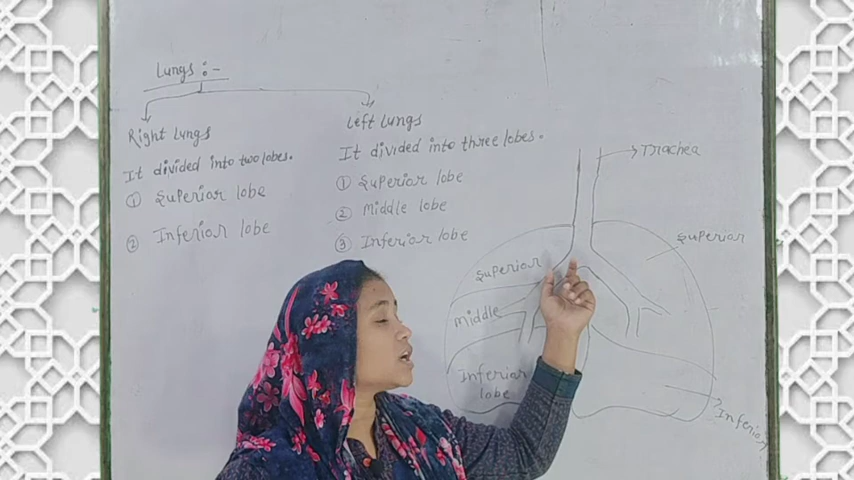 Lungs :-
Right Lungs
It divided into two lobes.
① Superior lobe
② Inferior lobe
Left Lungs
It divided into three lobes.
① Superior lobe
② Middle lobe
③ Inferior lobe
Trachea
Superior
Superior
Middle
Inferior
lobe
Inferior